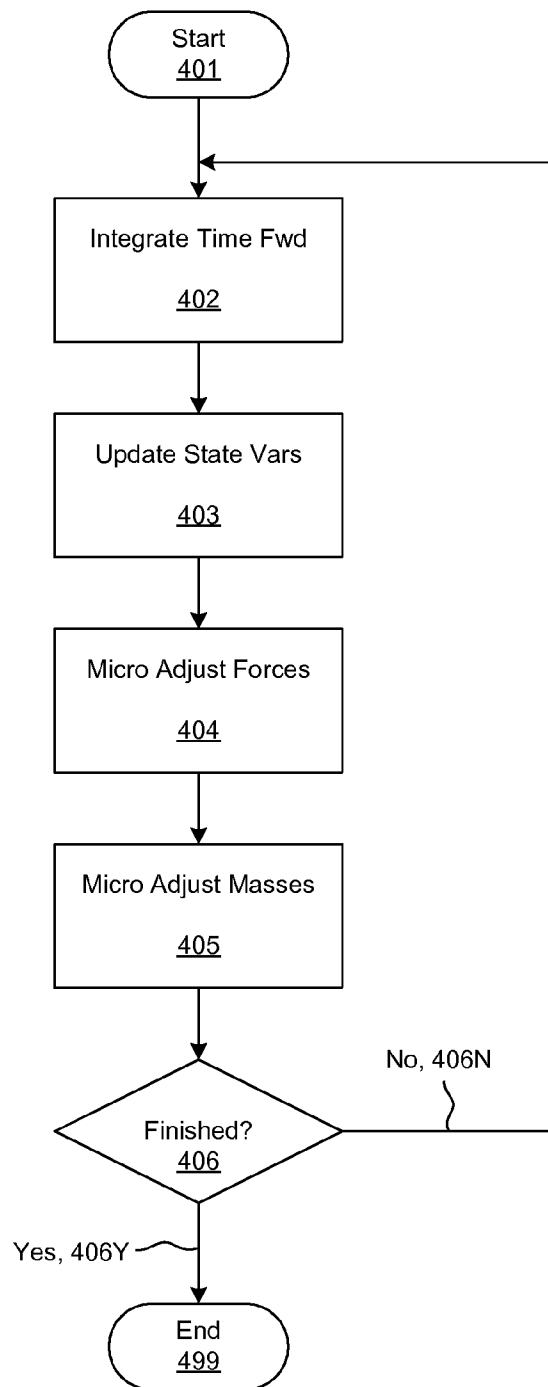 Start
401
Integrate Time Fwd
402
Update State Vars
403
Micro Adjust Forces
404
Micro Adjust Masses
405
No, 406N
Finished?
406
Yes, 406Y
End
499